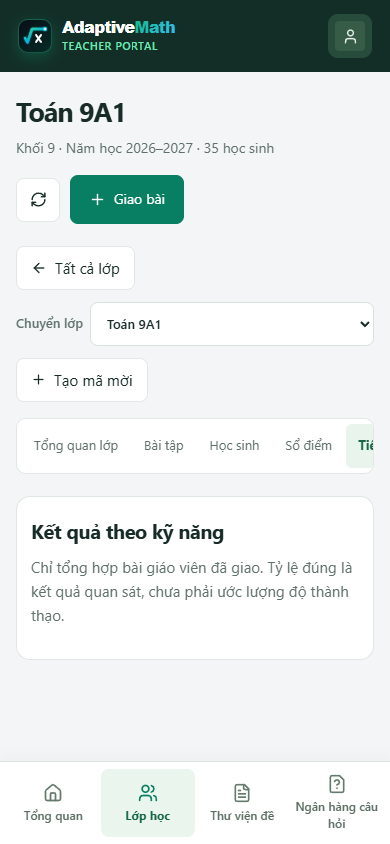 AdaptiveMath
TEACHER PORTAL
Toán 9A1
Khối 9 · Năm học 2026–2027 · 35 học sinh
Giao bài
Tất cả lớp
Chuyển lớp
Toán 9A1
Tạo mã mời
Tổng quan lớp
Bài tập
Học sinh
Sổ điểm
Kết quả theo kỹ năng
Chỉ tổng hợp bài giáo viên đã giao. Tỷ lệ đúng là
kết quả quan sát, chưa phải ước lượng độ thành
thạo.
Tổng quan
Lớp học
Thư viện đề
Ngân hàng câu
hỏi